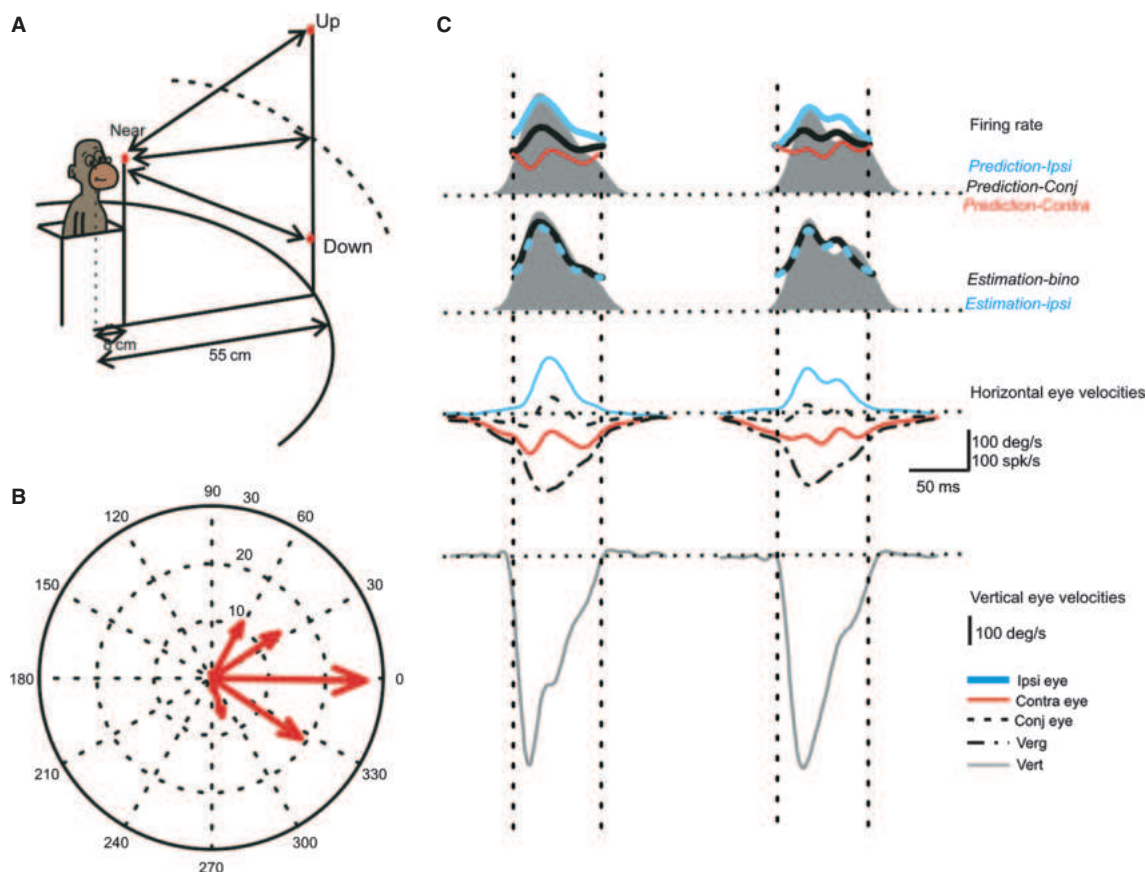 A
Up
Near
Down
8 cm
55 cm
B
90
30
120
60
20
150
30
10
180
0
210
330
240
300
270
C
Firing rate
Prediction-Ipsi
Prediction-Conj
Prediction-Contra
Estimation-bino
Estimation-ipsi
Horizontal eye velocities
100 deg/s
100 spk/s
50 ms
Vertical eye velocities
100 deg/s
Ipsi eye
Contra eye
Conj eye
Verg
Vert